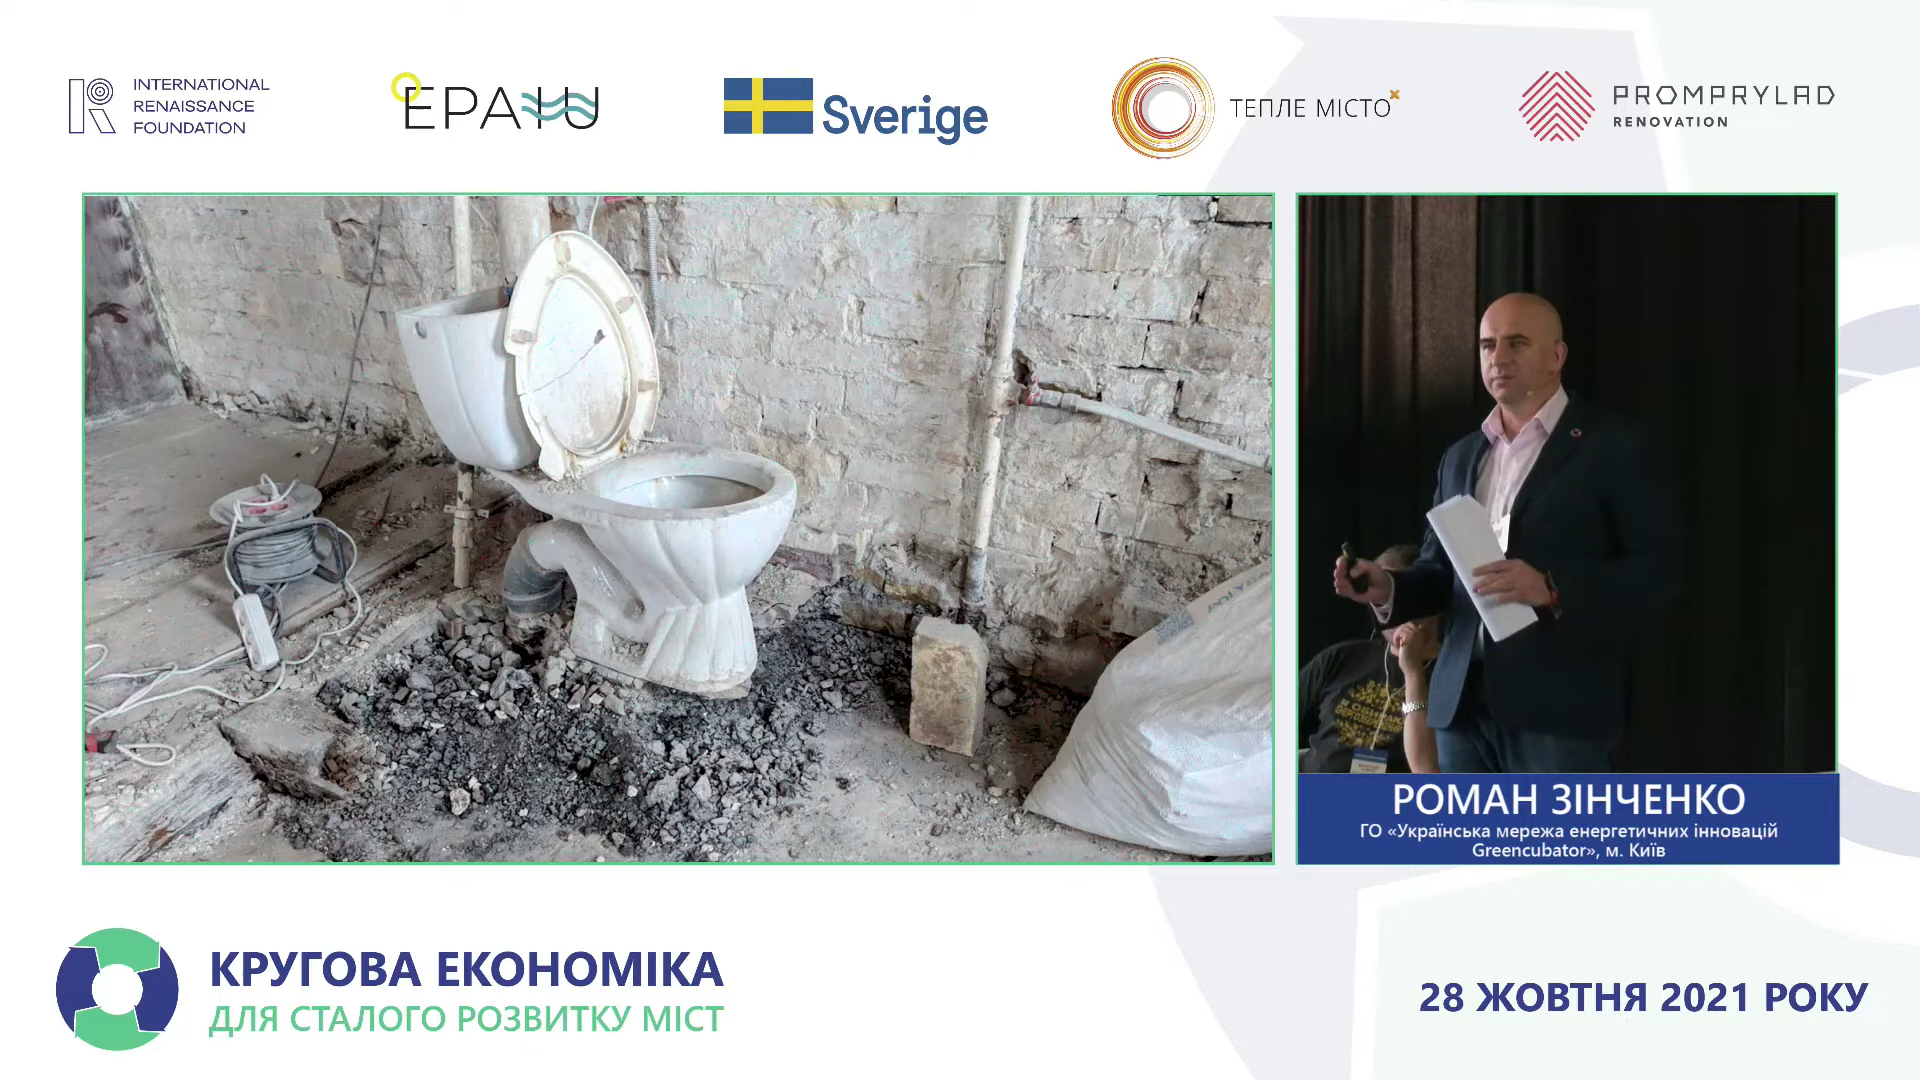 INTERNATIONAL
RENAISSANCE
FOUNDATION
EPAIU
Sverige
ТЕПЛЕ МІСТО
PROMPRYLAD
RENOVATION
РОМАН ЗІНЧЕНКО
ГО «Українська мережа енергетичних інновацій
Greencubator», м. Київ
КРУГОВА ЕКОНОМІКА
ДЛЯ СТАЛОГО РОЗВИТКУ МІСТ
28 ЖОВТНЯ 2021 РОКУ